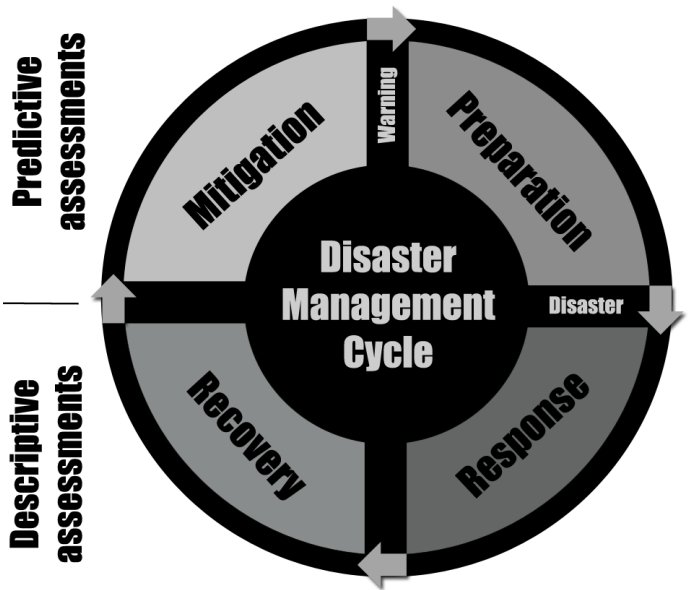 Predictive
assessments
Mitigation
Warning
Preparation
Disaster
Management
Cycle
Disaster
Descriptive
assessments
Recovery
Response